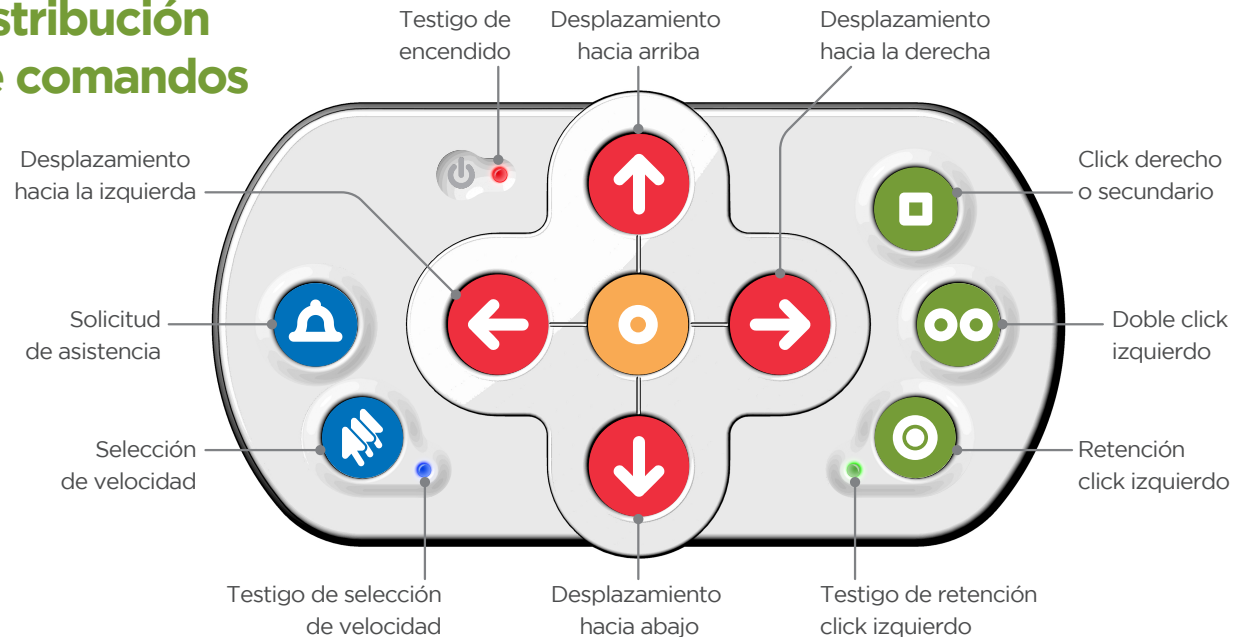 stribución
e comandos
Testigo de
encendido
Desplazamiento
hacia arriba
Desplazamiento
hacia la derecha
Desplazamiento
hacia la izquierda
Click derecho
o secundario
Solicitud
de asistencia
Doble click
izquierdo
Selección
de velocidad
Retención
click izquierdo
Testigo de selección
de velocidad
Desplazamiento
hacia abajo
Testigo de retención
click izquierdo